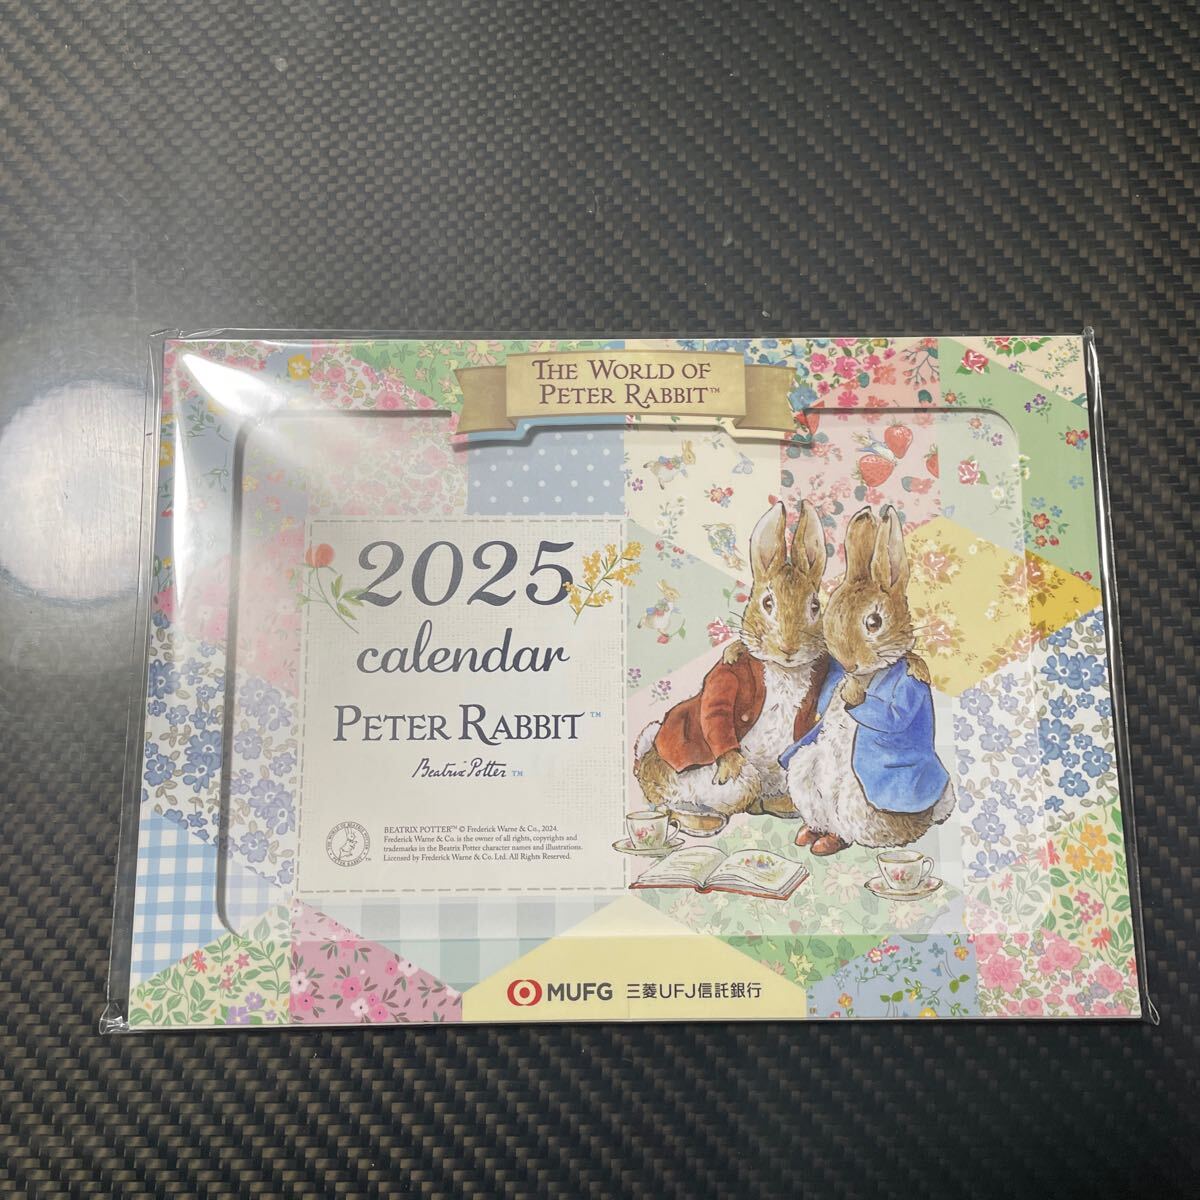 THE WORLD OF
PETER RABBIT™
2025
calendar
PETER RABBIT™
Beatrix Potter™
BEATRIX POTTER™ © Frederick Warne & Co., 2024.
Frederick Warne & Co. is the owner of all rights, copyrights and
trademarks in the Beatrix Potter character names and illustrations.
Licensed by Frederick Warne & Co. Ltd. All Rights Reserved.
MUFG 三菱UFJ信託銀行